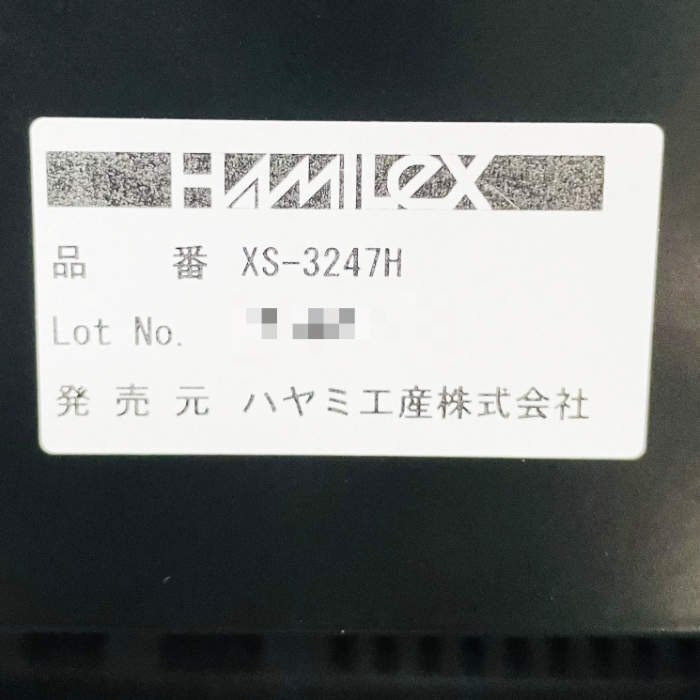 HAMILeX
品 番 XS-3247H
Lot No.
発 売 元 ハヤミ工産株式会社